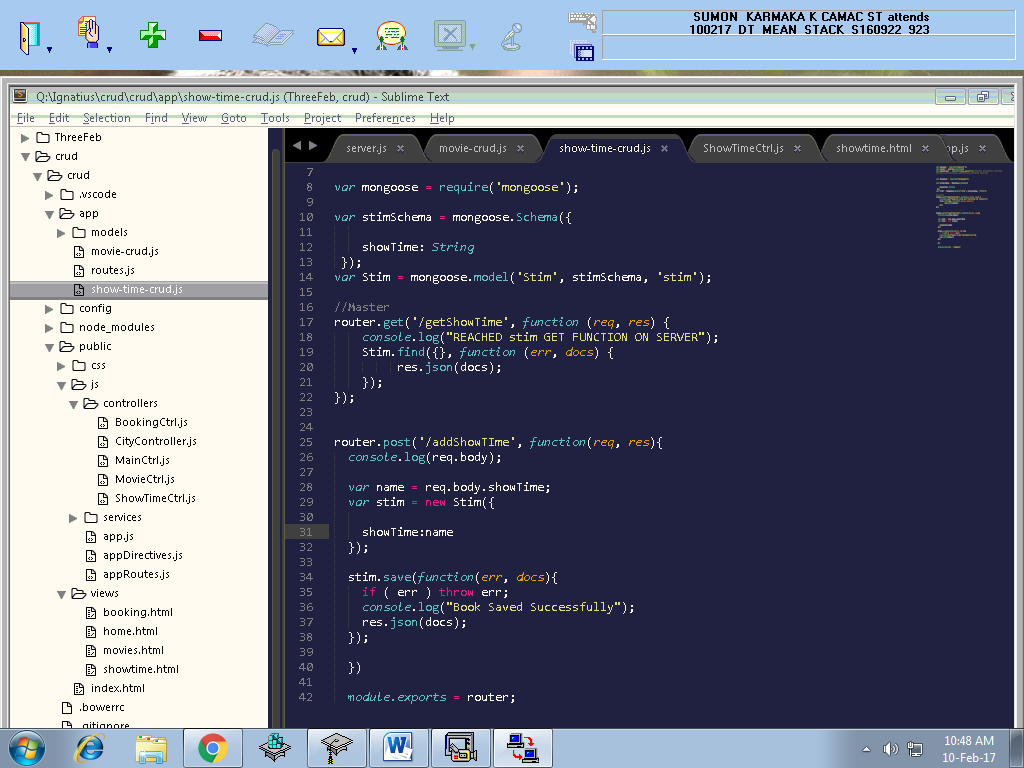 SUMON KARMAKA K CAMAC ST attends
100217 DT MEAN STACK S160922 923
Q:\Ignatius\crud\crud\app\show-time-crud.js (ThreeFeb, crud) - Sublime Text
File Edit Selection Find View Goto Tools Project Preferences Help
ThreeFeb
crud
crud
.vscode
app
models
movie-crud.js
routes.js
show-time-crud.js
config
node_modules
public
css
js
controllers
BookingCtrl.js
CityController.js
MainCtrl.js
MovieCtrl.js
ShowTimeCtrl.js
services
app.js
appDirectives.js
appRoutes.js
views
booking.html
home.html
movies.html
showtime.html
index.html
.bowerrc
.gitignore
server.js movie-crud.js show-time-crud.js ShowTimeCtrl.js showtime.html pp.js
7
8 var mongoose = require('mongoose');
9
10 var stimSchema = mongoose.Schema({
11
12 showTime: String
13 });
14 var Stim = mongoose.model('Stim', stimSchema, 'stim');
15
16 //Master
17 router.get('/getShowTime', function (req, res) {
18 console.log("REACHED stim GET FUNCTION ON SERVER");
19 Stim.find({}, function (err, docs) {
20 res.json(docs);
21 });
22 });
23
24
25 router.post('/addShowTIme', function(req, res){
26 console.log(req.body);
27
28 var name = req.body.showTime;
29 var stim = new Stim({
30
31 showTime:name
32 });
33
34 stim.save(function(err, docs){
35 if ( err ) throw err;
36 console.log("Book Saved Successfully");
37 res.json(docs);
38 });
39
40 })
41
42 module.exports = router;
10:48 AM
10-Feb-17